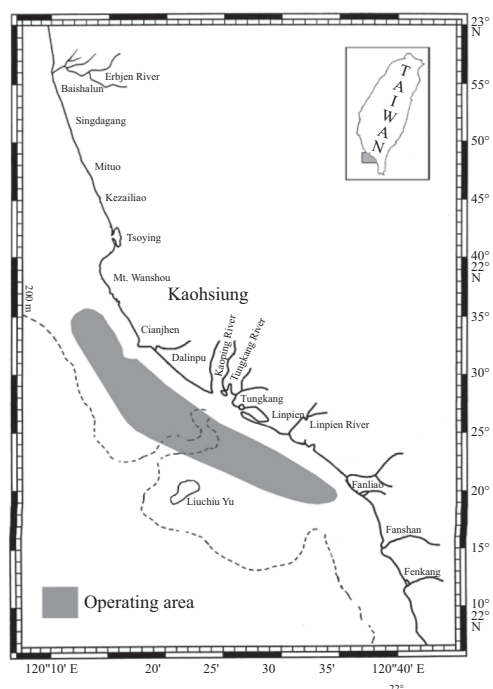 23°
N
Erbjen River
Baishalun
55'
Singdagang
50'
Mituo
Kezailiao
45'
Tsoying
40'
22°
N
Mt. Wanshou
Kaohsiung
200 m
35'
Cianjhen
Dalinpu
Kaoping River
Tungkang River
30'
Tungkang
Linpien
Linpien River
25'
Fanliao
20'
Liuchiu Yu
Fanshan
15'
Fenkang
Operating area
10'
22°
N
120°10' E
20'
25'
30
35'
120°40' E
22°
TAIWAN